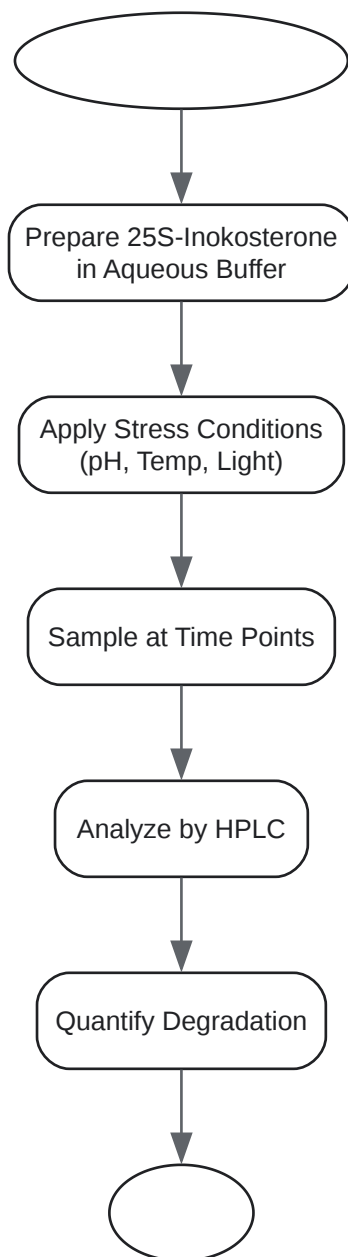 Prepare 25S-Inokosterone
in Aqueous Buffer
Apply Stress Conditions
(pH, Temp, Light)
Sample at Time Points
Analyze by HPLC
Quantify Degradation